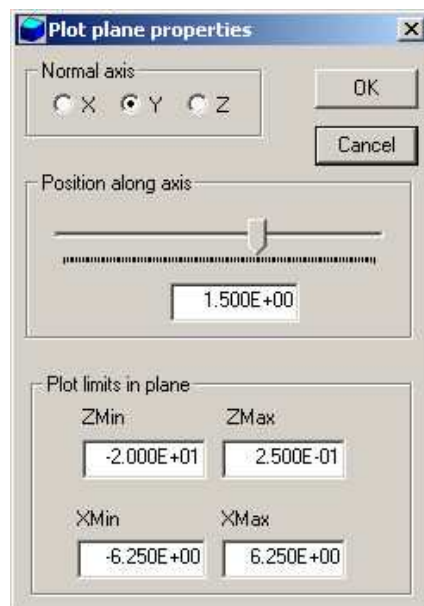 Plot plane properties
Normal axis
X Y Z
OK
Cancel
Position along axis
1.500E+00
Plot limits in plane
ZMin ZMax
-2.000E+01 2.500E-01
XMin XMax
-6.250E+00 6.250E+00